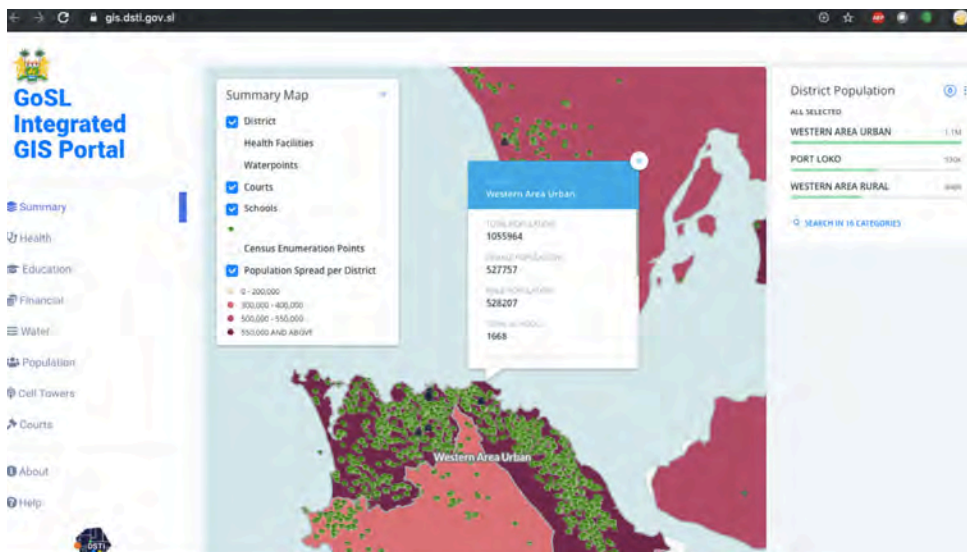 gis.dsti.gov.sl
GoSL
Integrated
GIS Portal
Summary
Health
Education
Financial
Water
Population
Cell Towers
Courts
About
Help
DSTI
Summary Map
District
Health Facilities
Waterpoints
Courts
Schools
Census Enumeration Points
Population Spread per District
0 - 200,000
300,000 - 400,000
500,000 - 550,000
550,000 AND ABOVE
Western Area Urban
TOTAL POPULATION
1055964
FEMALE POPULATION
527757
MALE POPULATION
528207
TOTAL SCHOOLS
1668
Western Area Urban
District Population
ALL SELECTED
WESTERN AREA URBAN 1.1M
PORT LOKO
WESTERN AREA RURAL
SEARCH IN 16 CATEGORIES